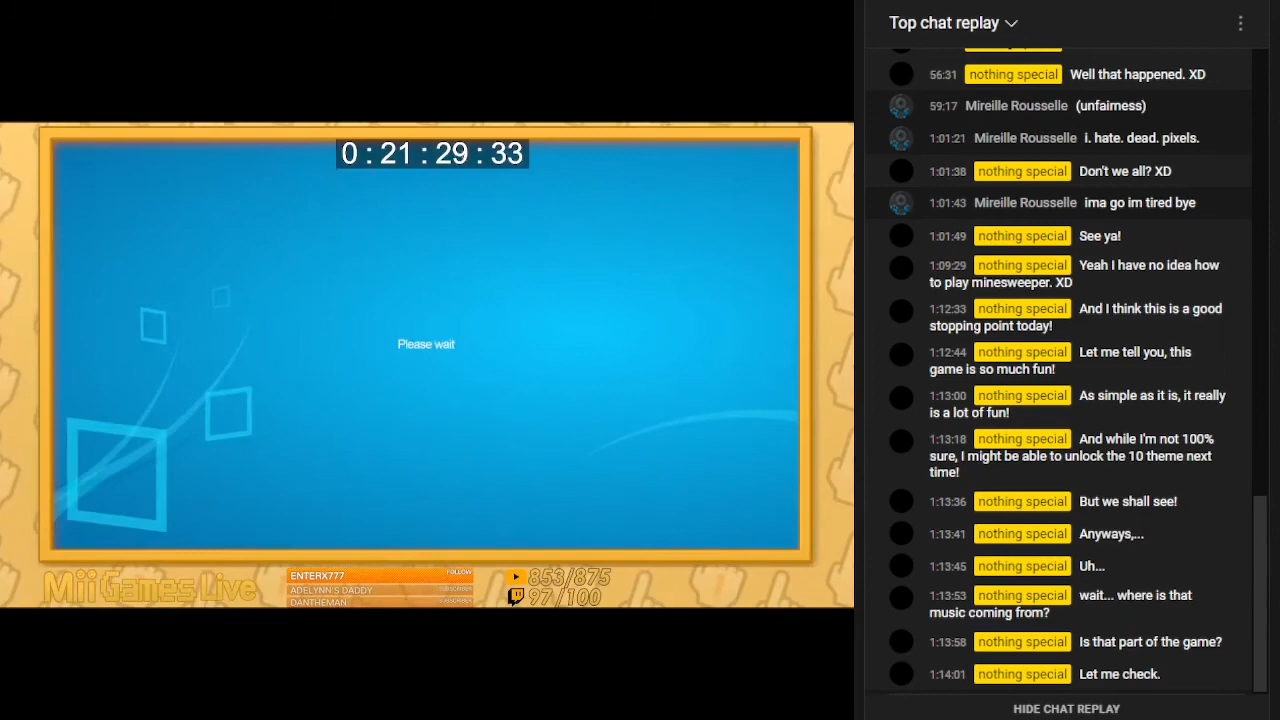 0 : 21 : 29 : 33
Please wait
MiiGames Live
ENTERX777 FOLLOW
ADELYNN'S DADDY SUBSCRIBER
DANTHEMAN SUBSCRIBER
853/875
97/100
Top chat replay
56:31 nothing special Well that happened. XD
59:17 Mireille Rousselle (unfairness)
1:01:21 Mireille Rousselle i. hate. dead. pixels.
1:01:38 nothing special Don't we all? XD
1:01:43 Mireille Rousselle ima go im tired bye
1:01:49 nothing special See ya!
1:09:29 nothing special Yeah I have no idea how
to play minesweeper. XD
1:12:33 nothing special And I think this is a good
stopping point today!
1:12:44 nothing special Let me tell you, this
game is so much fun!
1:13:00 nothing special As simple as it is, it really
is a lot of fun!
1:13:18 nothing special And while I'm not 100%
sure, I might be able to unlock the 10 theme next
time!
1:13:36 nothing special But we shall see!
1:13:41 nothing special Anyways,...
1:13:45 nothing special Uh...
1:13:53 nothing special wait... where is that
music coming from?
1:13:58 nothing special Is that part of the game?
1:14:01 nothing special Let me check.
HIDE CHAT REPLAY